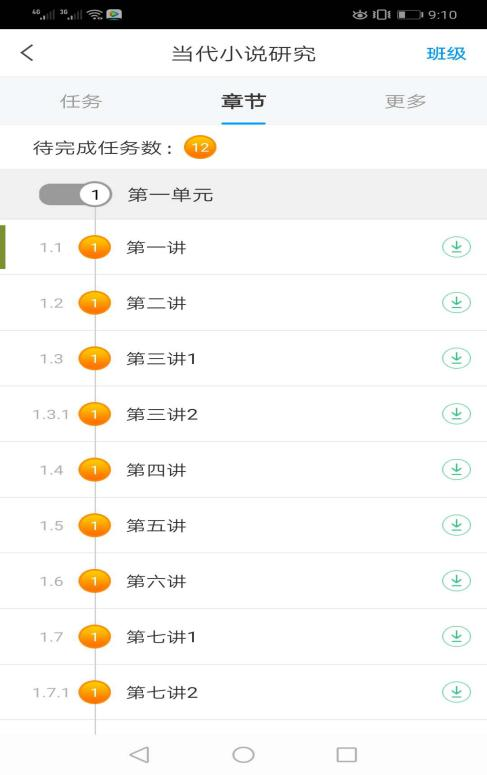 46 36 9:10
当代小说研究 班级
任务 章节 更多
待完成任务数： 12
1 第一单元
1.1 1 第一讲
1.2 1 第二讲
1.3 1 第三讲1
1.3.1 1 第三讲2
1.4 1 第四讲
1.5 1 第五讲
1.6 1 第六讲
1.7 1 第七讲1
1.7.1 1 第七讲2